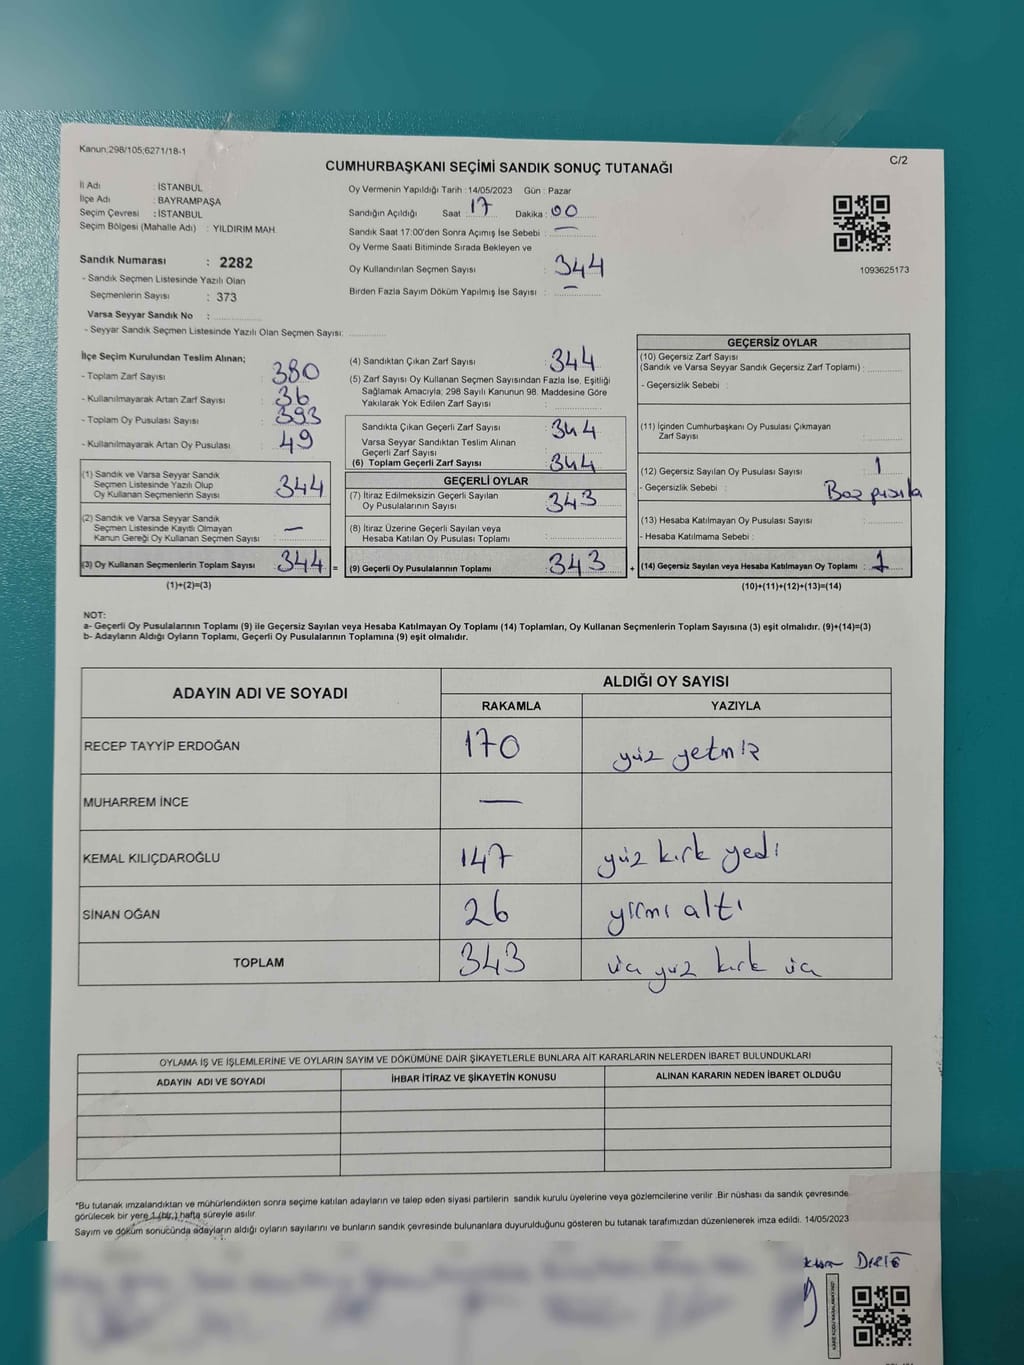 Kanun;298/105;6271/18-1
C/2
CUMHURBAŞKANI SEÇİMİ SANDIK SONUÇ TUTANAĞI
İl Adı : İSTANBUL
İlçe Adı : BAYRAMPAŞA
Seçim Çevresi : İSTANBUL
Seçim Bölgesi (Mahalle Adı) : YILDIRIM MAH.
Sandık Numarası : 2282
- Sandık Seçmen Listesinde Yazılı Olan
Seçmenlerin Sayısı : 373
Varsa Seyyar Sandık No :
- Seyyar Sandık Seçmen Listesinde Yazılı Olan Seçmen Sayısı:
Oy Vermenin Yapıldığı Tarih : 14/05/2023 Gün : Pazar
Sandığın Açıldığı Saat : 17 Dakika : 00
Sandık Saat 17:00'den Sonra Açımış İse Sebebi : —
Oy Verme Saati Bitiminde Sırada Bekleyen ve
Oy Kullandırılan Seçmen Sayısı : 344
Birden Fazla Sayım Döküm Yapılmış İse Sayısı : —
1093625173
İlçe Seçim Kurulundan Teslim Alınan;
- Toplam Zarf Sayısı : 380
- Kullanılmayarak Artan Zarf Sayısı : 36
- Toplam Oy Pusulası Sayısı : 393
- Kullanılmayarak Artan Oy Pusulası : 49
(1) Sandık ve Varsa Seyyar Sandık
Seçmen Listesinde Yazılı Olup
Oy Kullanan Seçmenlerin Sayısı : 344
(2) Sandık ve Varsa Seyyar Sandık
Seçmen Listesinde Kayıtlı Olmayan
Kanun Gereği Oy Kullanan Seçmen Sayısı : —
(3) Oy Kullanan Seçmenlerin Toplam Sayısı : 344 =
(1)+(2)=(3)
(4) Sandıktan Çıkan Zarf Sayısı : 344
(5) Zarf Sayısı Oy Kullanan Seçmen Sayısından Fazla İse, Eşitliği
Sağlamak Amacıyla; 298 Sayılı Kanunun 98. Maddesine Göre
Yakılarak Yok Edilen Zarf Sayısı :
Sandıkta Çıkan Geçerli Zarf Sayısı : 344
Varsa Seyyar Sandıktan Teslim Alınan
Geçerli Zarf Sayısı :
(6) Toplam Geçerli Zarf Sayısı : 344
GEÇERLİ OYLAR
(7) İtiraz Edilmeksizin Geçerli Sayılan
Oy Pusulalarının Sayısı : 343
(8) İtiraz Üzerine Geçerli Sayılan veya
Hesaba Katılan Oy Pusulası Toplamı :
(9) Geçerli Oy Pusulalarının Toplamı : 343 +
GEÇERSİZ OYLAR
(10) Geçersiz Zarf Sayısı
(Sandık ve Varsa Seyyar Sandık Geçersiz Zarf Toplamı) :
- Geçersizlik Sebebi :
(11) İçinden Cumhurbaşkanı Oy Pusulası Çıkmayan
Zarf Sayısı :
(12) Geçersiz Sayılan Oy Pusulası Sayısı : 1
- Geçersizlik Sebebi :
(13) Hesaba Katılmayan Oy Pusulası Sayısı :
- Hesaba Katılmama Sebebi :
(14) Geçersiz Sayılan veya Hesaba Katılmayan Oy Toplamı : 1
(10)+(11)+(12)+(13)=(14)
NOT:
a- Geçerli Oy Pusulalarının Toplamı (9) ile Geçersiz Sayılan veya Hesaba Katılmayan Oy Toplamı (14) Toplamları, Oy Kullanan Seçmenlerin Toplam Sayısına (3) eşit olmalıdır. (9)+(14)=(3)
b- Adayların Aldığı Oyların Toplamı, Geçerli Oy Pusulalarının Toplamına (9) eşit olmalıdır.
ADAYIN ADI VE SOYADI
ALDIĞI OY SAYISI
RAKAMLA YAZIYLA
RECEP TAYYİP ERDOĞAN 170 yüz yetmiş
MUHARREM İNCE —
KEMAL KILIÇDAROĞLU 147 yüz kırk yedi
SİNAN OĞAN 26 yirmi altı
TOPLAM 343 üç yüz kırk üç
OYLAMA İŞ VE İŞLEMLERİNE VE OYLARIN SAYIM VE DÖKÜMÜNE DAİR ŞİKAYETLERLE BUNLARA AİT KARARLARIN NELERDEN İBARET BULUNDUKLARI
ADAYIN ADI VE SOYADI İHBAR İTİRAZ VE ŞİKAYETİN KONUSU ALINAN KARARIN NEDEN İBARET OLDUĞU
*Bu tutanak imzalandıktan ve mühürlendikten sonra seçime katılan adayların ve talep eden siyasi partilerin sandık kurulu üyelerine veya gözlemcilerine verilir. Bir nüshası da sandık çevresinde
görülecek bir yere 1 (bir.) hafta süreyle asılır.
Sayım ve döküm sonucunda adayların aldığı oyların sayılarını ve bunların sandık çevresinde bulunanlara duyurulduğunu gösteren bu tutanak tarafımızdan düzenlenerek imza edildi. 14/05/2023